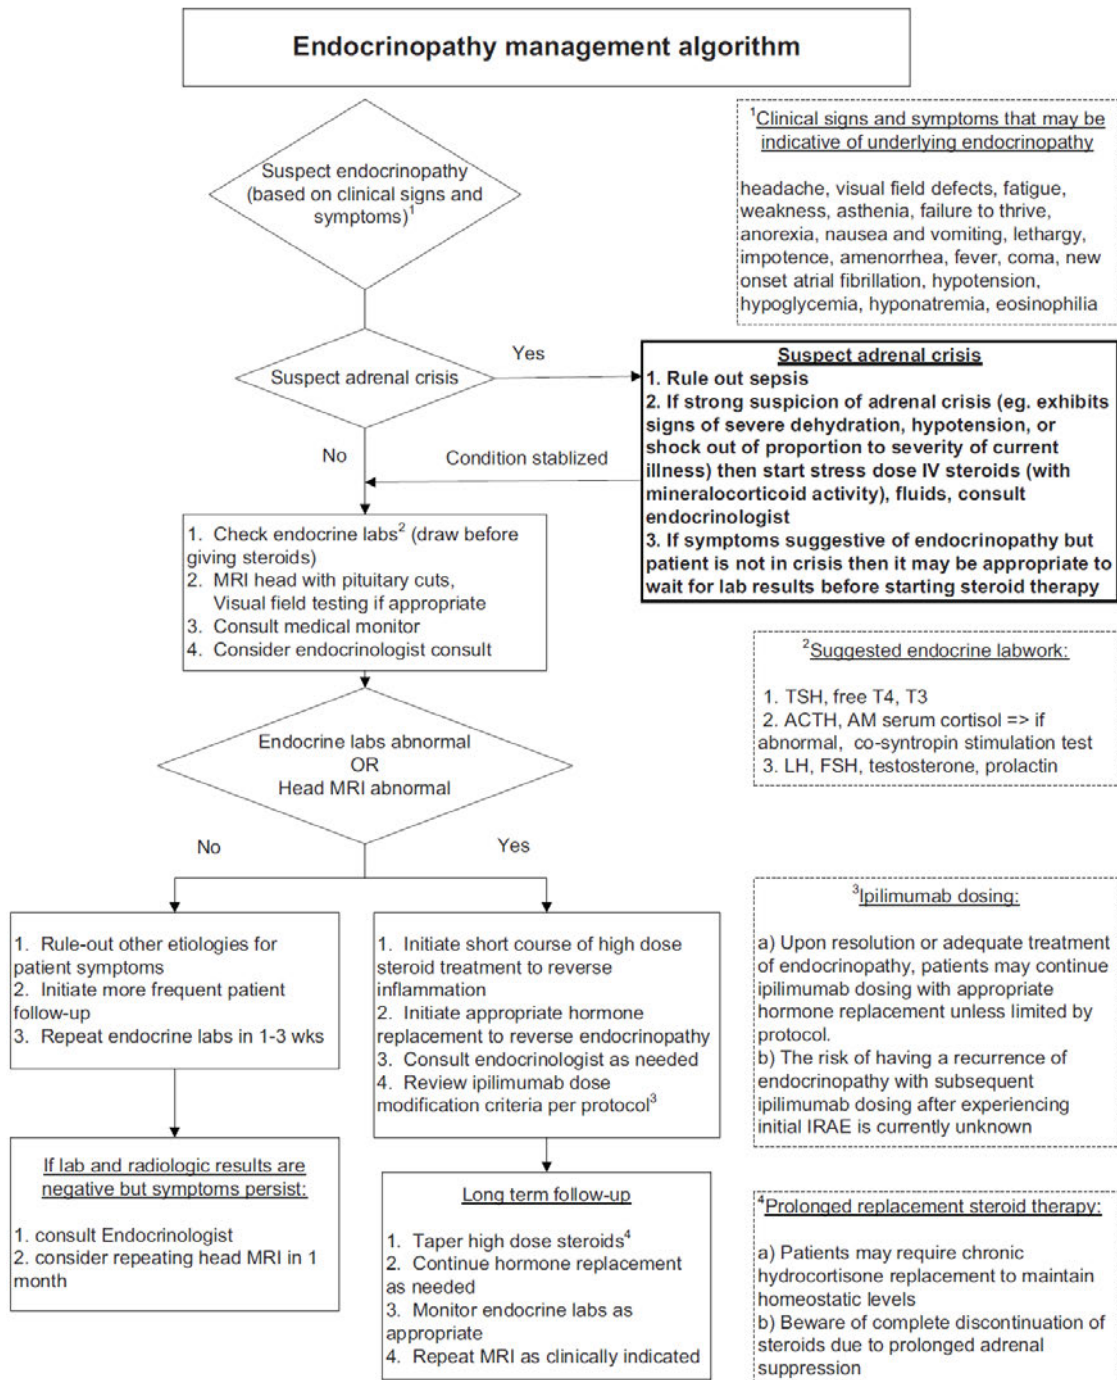 Endocrinopathy management algorithm
Suspect endocrinopathy
(based on clinical signs and
symptoms)1
1Clinical signs and symptoms that may be
indicative of underlying endocrinopathy
headache, visual field defects, fatigue,
weakness, asthenia, failure to thrive,
anorexia, nausea and vomiting, lethargy,
impotence, amenorrhea, fever, coma, new
onset atrial fibrillation, hypotension,
hypoglycemia, hyponatremia, eosinophilia
Suspect adrenal crisis
Yes
No
Suspect adrenal crisis
1. Rule out sepsis
2. If strong suspicion of adrenal crisis (eg. exhibits
signs of severe dehydration, hypotension, or
shock out of proportion to severity of current
illness) then start stress dose IV steroids (with
mineralocorticoid activity), fluids, consult
endocrinologist
3. If symptoms suggestive of endocrinopathy but
patient is not in crisis then it may be appropriate to
wait for lab results before starting steroid therapy
Condition stablized
1. Check endocrine labs2 (draw before
giving steroids)
2. MRI head with pituitary cuts,
Visual field testing if appropriate
3. Consult medical monitor
4. Consider endocrinologist consult
2Suggested endocrine labwork:
1. TSH, free T4, T3
2. ACTH, AM serum cortisol => if
abnormal, co-syntropin stimulation test
3. LH, FSH, testosterone, prolactin
Endocrine labs abnormal
OR
Head MRI abnormal
No
Yes
1. Rule-out other etiologies for
patient symptoms
2. Initiate more frequent patient
follow-up
3. Repeat endocrine labs in 1-3 wks
1. Initiate short course of high dose
steroid treatment to reverse
inflammation
2. Initiate appropriate hormone
replacement to reverse endocrinopathy
3. Consult endocrinologist as needed
4. Review ipilimumab dose
modification criteria per protocol3
3Ipilimumab dosing:
a) Upon resolution or adequate treatment
of endocrinopathy, patients may continue
ipilimumab dosing with appropriate
hormone replacement unless limited by
protocol.
b) The risk of having a recurrence of
endocrinopathy with subsequent
ipilimumab dosing after experiencing
initial IRAE is currently unknown
If lab and radiologic results are
negative but symptoms persist:
1. consult Endocrinologist
2. consider repeating head MRI in 1
month
Long term follow-up
1. Taper high dose steroids4
2. Continue hormone replacement
as needed
3. Monitor endocrine labs as
appropriate
4. Repeat MRI as clinically indicated
4Prolonged replacement steroid therapy:
a) Patients may require chronic
hydrocortisone replacement to maintain
homeostatic levels
b) Beware of complete discontinuation of
steroids due to prolonged adrenal
suppression